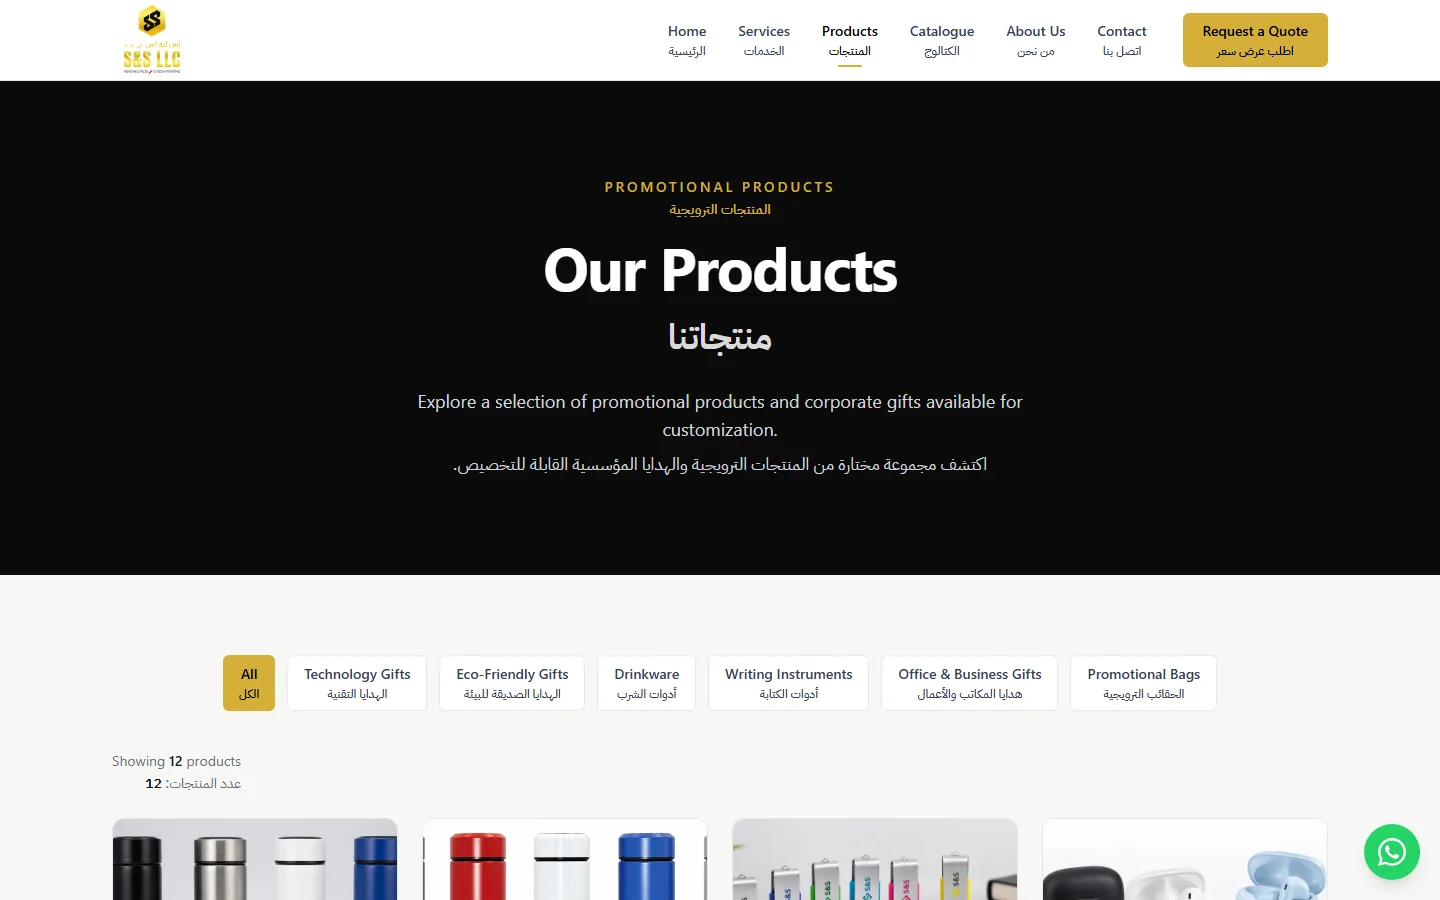 S&S LLC
Home
الرئيسية
Services
الخدمات
Products
المنتجات
Catalogue
الكتالوج
About Us
من نحن
Contact
اتصل بنا
Request a Quote
اطلب عرض سعر
PROMOTIONAL PRODUCTS
المنتجات الترويجية
Our Products
منتجاتنا
Explore a selection of promotional products and corporate gifts available for
customization.
اكتشف مجموعة مختارة من المنتجات الترويجية والهدايا المؤسسية القابلة للتخصيص.
All
الكل
Technology Gifts
الهدايا التقنية
Eco-Friendly Gifts
الهدايا الصديقة للبيئة
Drinkware
أدوات الشرب
Writing Instruments
أدوات الكتابة
Office & Business Gifts
هدايا المكاتب والأعمال
Promotional Bags
الحقائب الترويجية
Showing 12 products
عدد المنتجات: 12
S&S
S&S